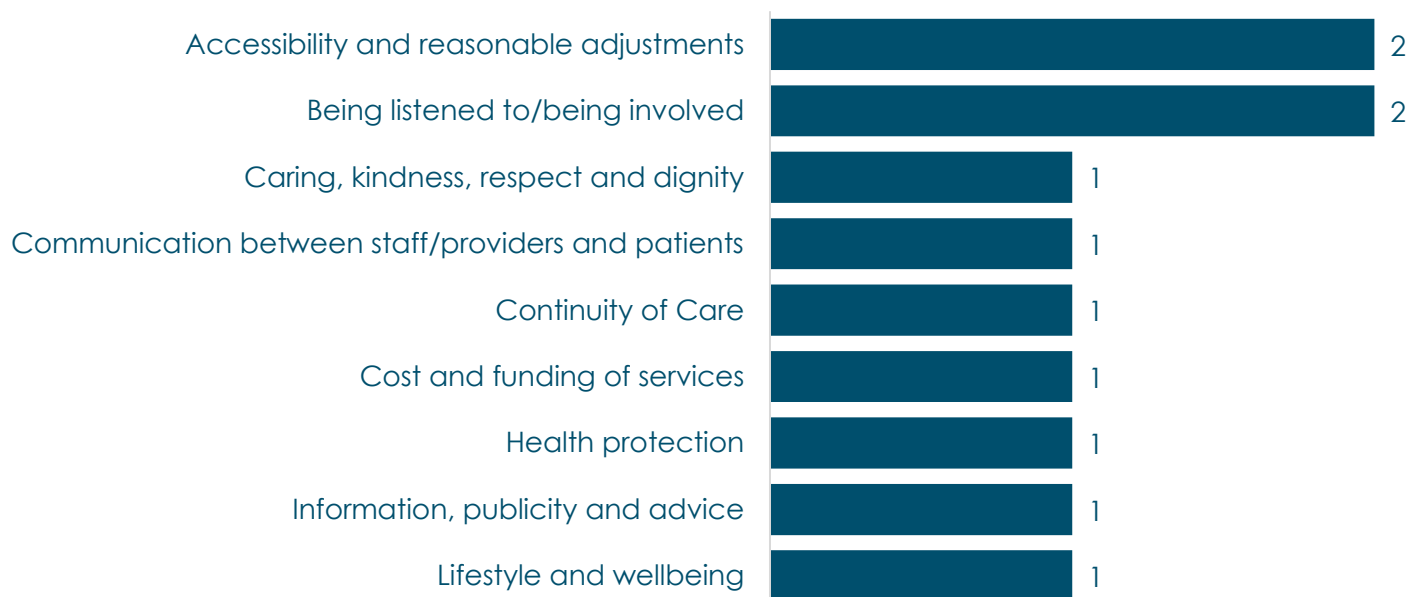 Accessibility and reasonable adjustments 2
Being listened to/being involved 2
Caring, kindness, respect and dignity 1
Communication between staff/providers and patients 1
Continuity of Care 1
Cost and funding of services 1
Health protection 1
Information, publicity and advice 1
Lifestyle and wellbeing 1